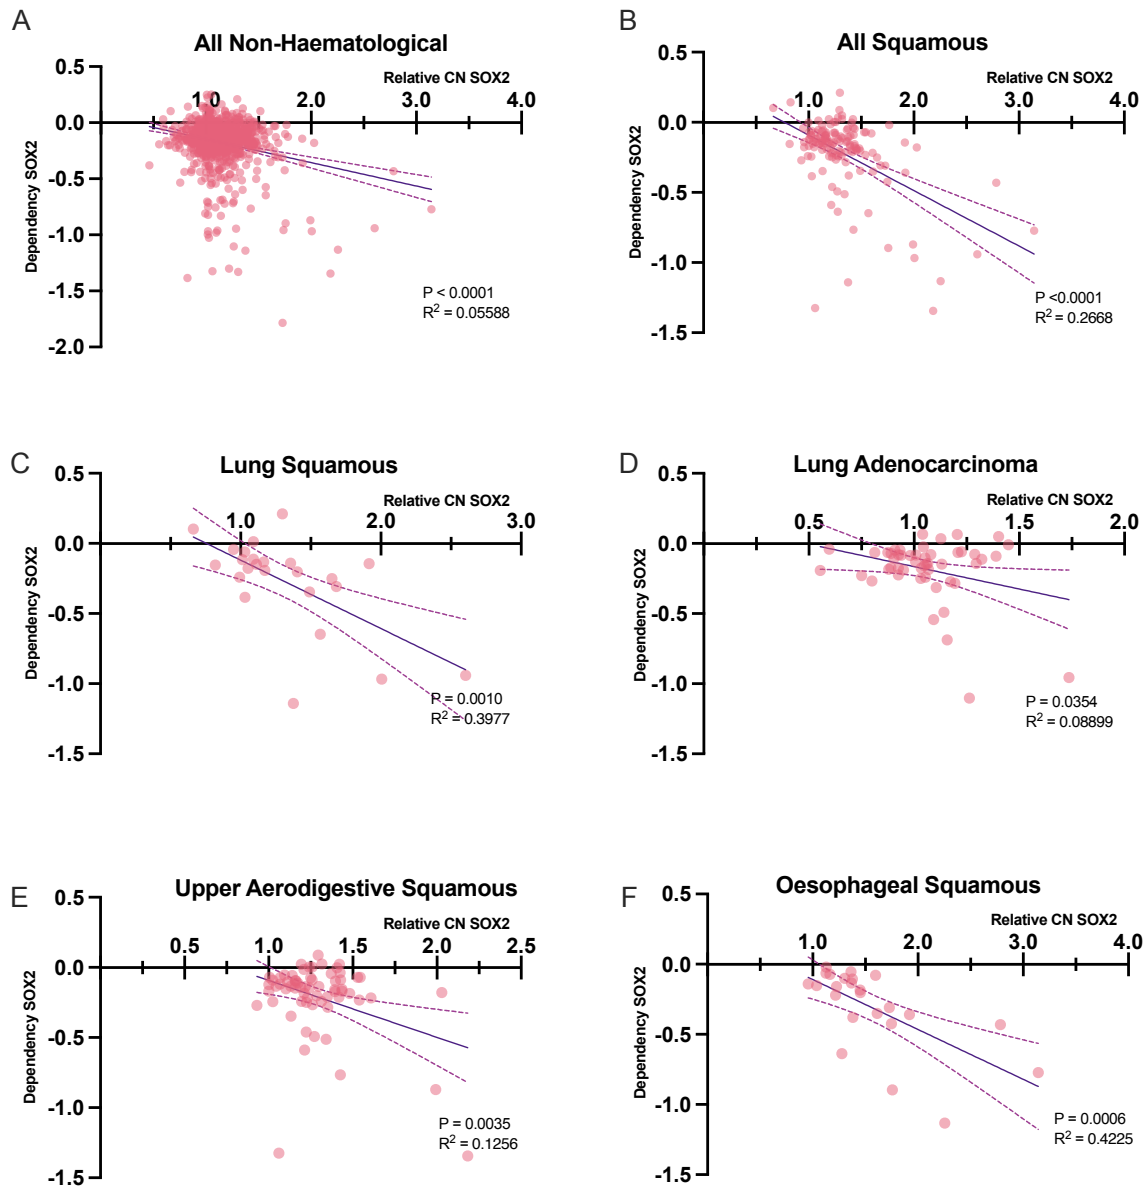 A
All Non-Haematological
0.5
Relative CN SOX2
1.0 2.0 3.0 4.0
0.0
-0.5
-1.0
-1.5
-2.0
Dependency SOX2
P < 0.0001
R² = 0.05588
B
All Squamous
0.5
Relative CN SOX2
1.0 2.0 3.0 4.0
0.0
-0.5
-1.0
-1.5
Dependency SOX2
P <0.0001
R² = 0.2668
C
Lung Squamous
0.5
Relative CN SOX2
1.0 2.0 3.0
0.0
-0.5
-1.0
-1.5
Dependency SOX2
P = 0.0010
R² = 0.3977
D
Lung Adenocarcinoma
0.5
Relative CN SOX2
0.5 1.0 1.5 2.0
0.0
-0.5
-1.0
-1.5
Dependency SOX2
P = 0.0354
R² = 0.08899
E
Upper Aerodigestive Squamous
0.5
Relative CN SOX2
0.5 1.0 1.5 2.0 2.5
0.0
-0.5
-1.0
-1.5
Dependency SOX2
P = 0.0035
R² = 0.1256
F
Oesophageal Squamous
0.5
Relative CN SOX2
1.0 2.0 3.0 4.0
0.0
-0.5
-1.0
-1.5
Dependency SOX2
P = 0.0006
R² = 0.4225